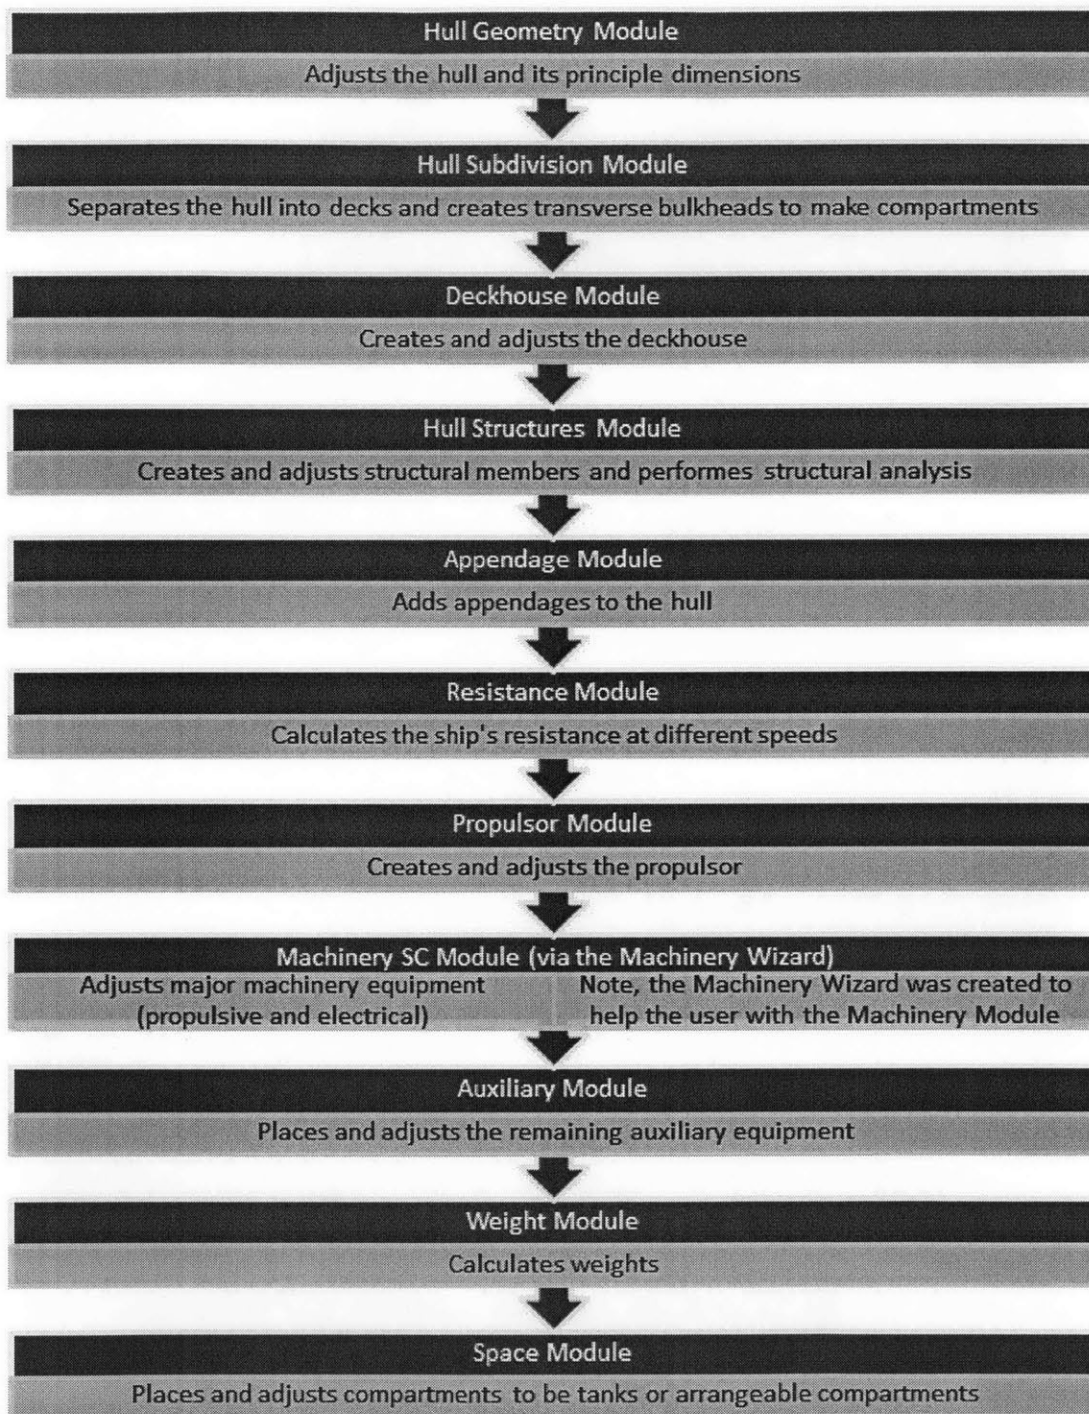 Hull Geometry Module
Adjusts the hull and its principle dimensions
Hull Subdivision Module
Separates the hull into decks and creates transverse bulkheads to make compartments
Deckhouse Module
Creates and adjusts the deckhouse
Hull Structures Module
Creates and adjusts structural members and performes structural analysis
Appendage Module
Adds appendages to the hull
Resistance Module
Calculates the ship's resistance at different speeds
Propulsor Module
Creates and adjusts the propulsor
Machinery SC Module (via the Machinery Wizard)
Adjusts major machinery equipment
(propulsive and electrical)
Note, the Machinery Wizard was created to
help the user with the Machinery Module
Auxiliary Module
Places and adjusts the remaining auxiliary equipment
Weight Module
Calculates weights
Space Module
Places and adjusts compartments to be tanks or arrangeable compartments